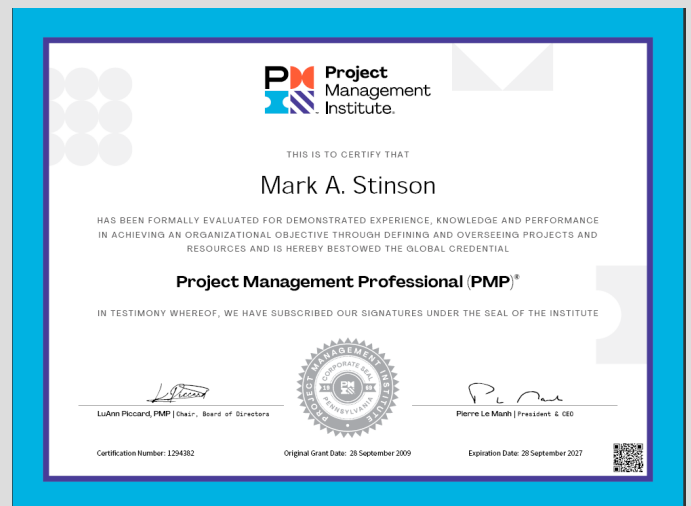 PM
Project
Management
Institute.
THIS IS TO CERTIFY THAT
Mark A. Stinson
HAS BEEN FORMALLY EVALUATED FOR DEMONSTRATED EXPERIENCE, KNOWLEDGE AND PERFORMANCE
IN ACHIEVING AN ORGANIZATIONAL OBJECTIVE THROUGH DEFINING AND OVERSEEING PROJECTS AND
RESOURCES AND IS HEREBY BESTOWED THE GLOBAL CREDENTIAL
Project Management Professional (PMP)®
IN TESTIMONY WHEREOF, WE HAVE SUBSCRIBED OUR SIGNATURES UNDER THE SEAL OF THE INSTITUTE
PROJECT MANAGEMENT INSTITUTE
CORPORATE SEAL
1969
PENNSYLVANIA
LuAnn Piccard, PMP | Chair, Board of Directors
Pierre Le Manh | President & CEO
Certification Number: 1294382
Original Grant Date: 28 September 2009
Expiration Date: 28 September 2027